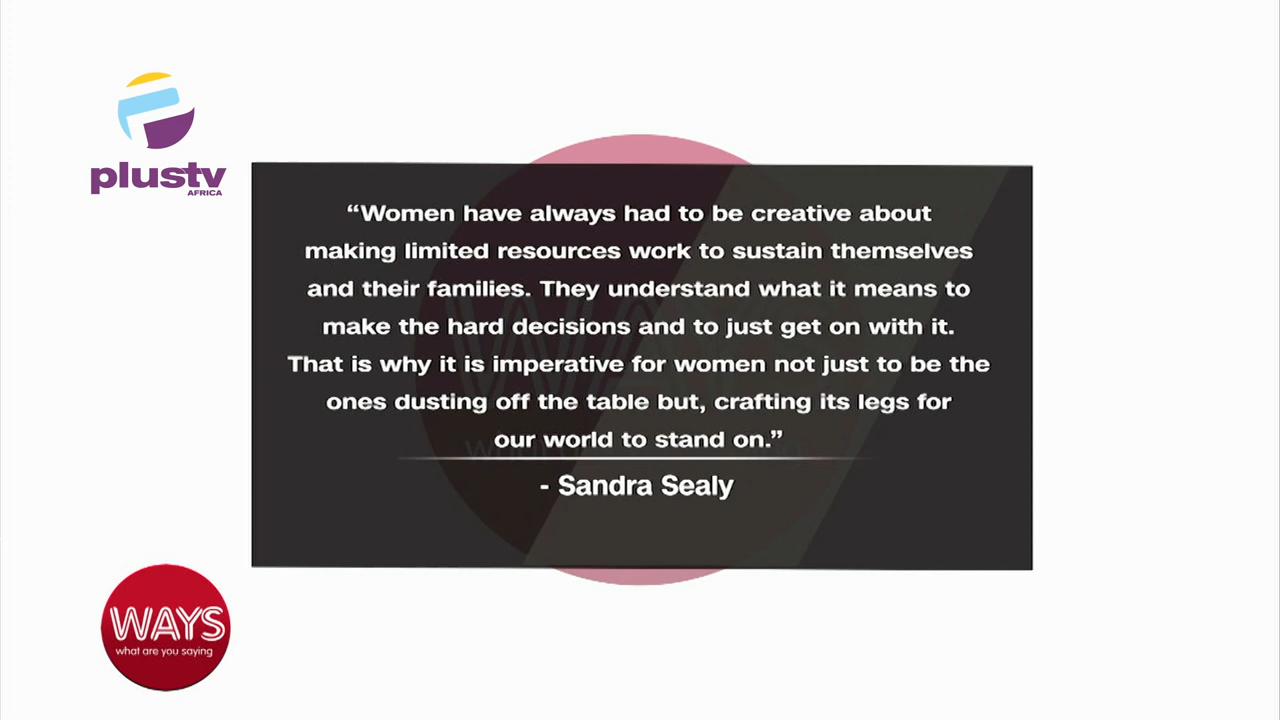 plustv
AFRICA
“Women have always had to be creative about
making limited resources work to sustain themselves
and their families. They understand what it means to
make the hard decisions and to just get on with it.
That is why it is imperative for women not just to be the
ones dusting off the table but, crafting its legs for
our world to stand on.”
- Sandra Sealy
WAYS
what are you saying